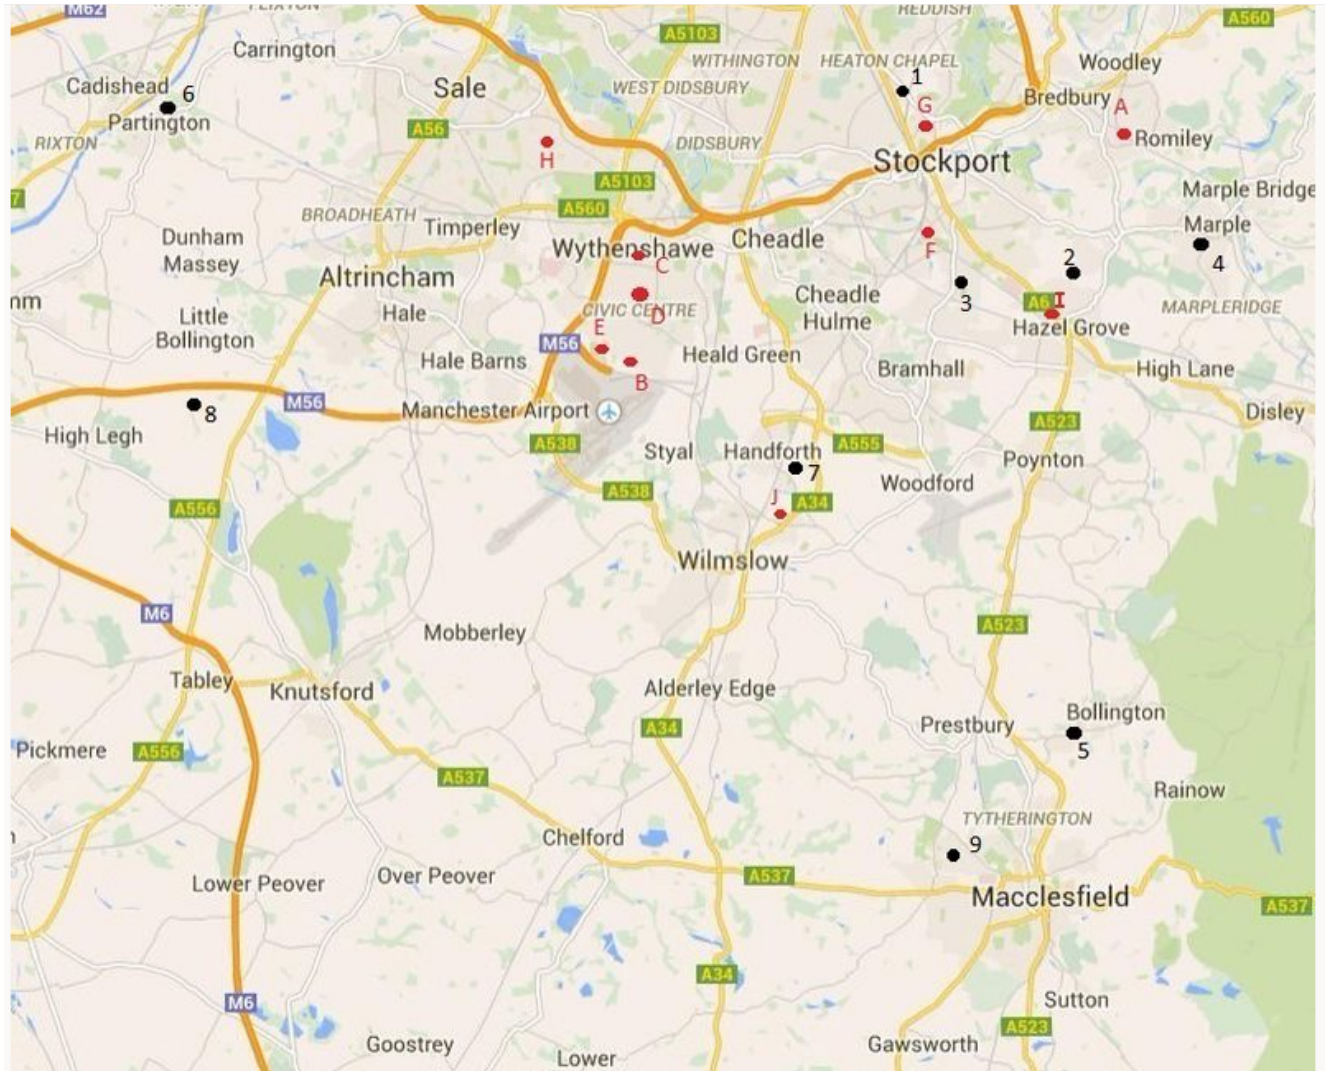 M62
FLIXTON
A5103
REDDISH
A560
Carrington
WITHINGTON
HEATON CHAPEL
Woodley
Cadishead
6
Sale
WEST DIDSBURY
1
Bredbury
G
A
Partington
A56
RIXTON
H
DIDSBURY
Romiley
Stockport
7
A5103
Marple Bridge
A560
BROADHEATH
Timperley
Marple
Dunham
Massey
Wythenshawe
Cheadle
F
C
2
4
Altrincham
3
mm
Hale
CIVIC CENTRE
D
Cheadle
Hulme
A6
I
MARPLERIDGE
Little
Bollington
E
Hazel Grove
M56
Hale Barns
Heald Green
Bramhall
High Lane
B
M56
8
Manchester Airport
Disley
High Legh
A538
Styal
Handforth
A555
A523
Poynton
7
Woodford
A538
J
A34
A556
Wilmslow
M6
Mobberley
A523
Tabley
Knutsford
Alderley Edge
Bollington
Prestbury
A34
5
Pickmere
A556
A537
Rainow
TYTHERINGTON
Chelford
9
Lower Peover
Over Peover
A537
Macclesfield
A537
A34
M6
Sutton
A523
Goostrey
Lower
Gawsworth